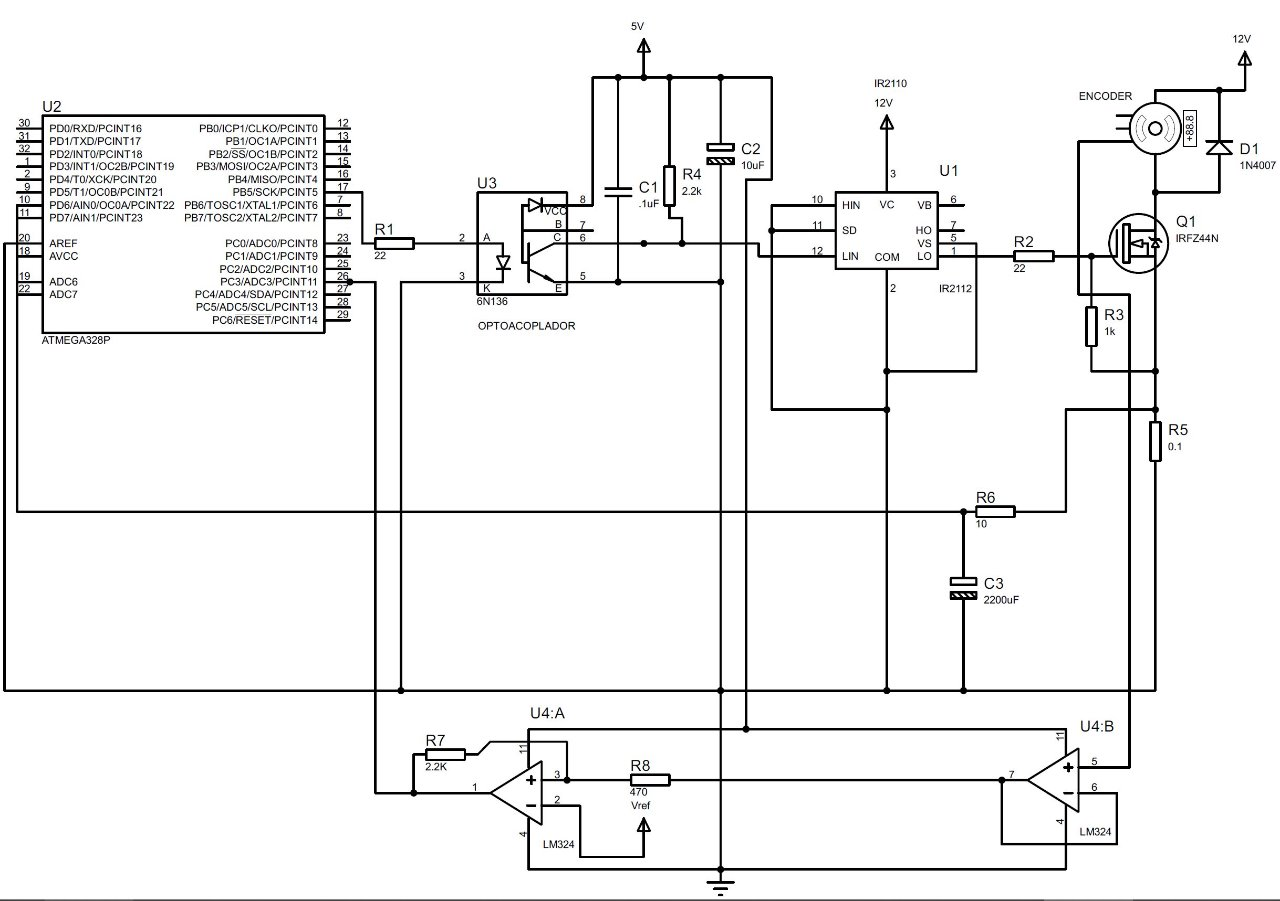 5V
12V
IR2110
12V
ENCODER
+88.8
D1
1N4007
U2
30 PD0/RXD/PCINT16 PB0/ICP1/CLKO/PCINT0 12
31 PD1/TXD/PCINT17 PB1/OC1A/PCINT1 13
32 PD2/INT0/PCINT18 PB2/SS/OC1B/PCINT2 14
1 PD3/INT1/OC2B/PCINT19 PB3/MOSI/OC2A/PCINT3 15
2 PD4/T0/XCK/PCINT20 PB4/MISO/PCINT4 16
9 PD5/T1/OC0B/PCINT21 PB5/SCK/PCINT5 17
10 PD6/AIN0/OC0A/PCINT22 PB6/TOSC1/XTAL1/PCINT6 7
11 PD7/AIN1/PCINT23 PB7/TOSC2/XTAL2/PCINT7 8
20 AREF PC0/ADC0/PCINT8 23
18 AVCC PC1/ADC1/PCINT9 24
PC2/ADC2/PCINT10 25
19 ADC6 PC3/ADC3/PCINT11 26
22 ADC7 PC4/ADC4/SDA/PCINT12 27
PC5/ADC5/SCL/PCINT13 28
PC6/RESET/PCINT14 29
ATMEGA328P
R1
22
U3
VCC 8
B 7
2 A C 6
3 K E 5
6N136
OPTOACOPLADOR
C1
.1uF
R4
2.2k
C2
10uF
U1
3
10 HIN VC VB 6
11 SD HO 7
VS 5
12 LIN COM LO 1
2
IR2112
R2
22
Q1
IRFZ44N
R3
1k
R5
0.1
R6
10
C3
2200uF
U4:A
U4:B
R7
2.2K
11
3
+
1
2
−
4
LM324
R8
470
Vref
11
7
+
5
−
6
4
LM324